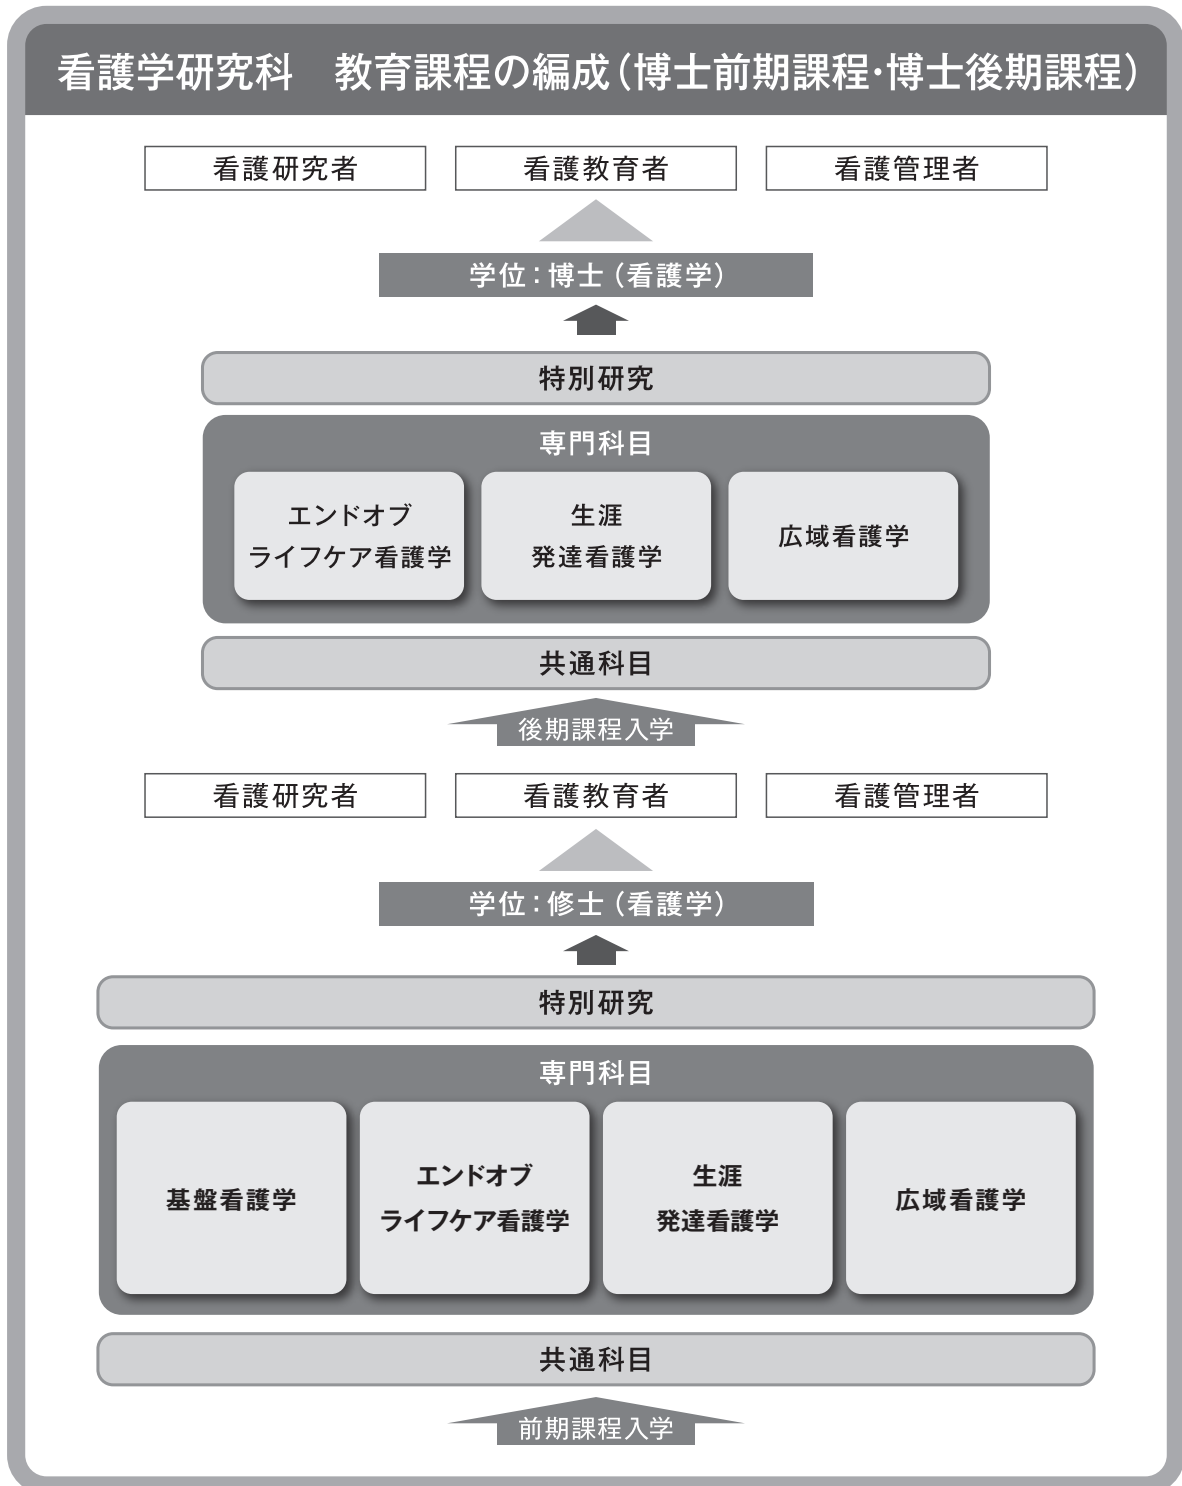 看護学研究科　教育課程の編成（博士前期課程・博士後期課程）
看護研究者
看護教育者
看護管理者
学位：博士（看護学）
特別研究
専門科目
エンドオブ
ライフケア看護学
生涯
発達看護学
広域看護学
共通科目
後期課程入学
看護研究者
看護教育者
看護管理者
学位：修士（看護学）
特別研究
専門科目
基盤看護学
エンドオブ
ライフケア看護学
生涯
発達看護学
広域看護学
共通科目
前期課程入学